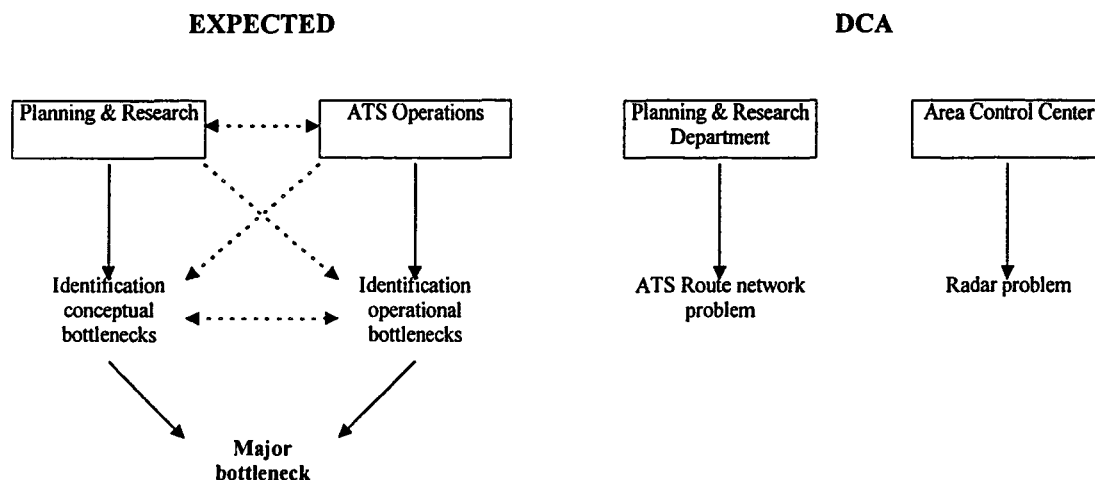 EXPECTED
DCA
Planning & Research
ATS Operations
Planning & Research
Department
Area Control Center
Identification
conceptual
bottlenecks
Identification
operational
bottlenecks
ATS Route network
problem
Radar problem
Major
bottleneck